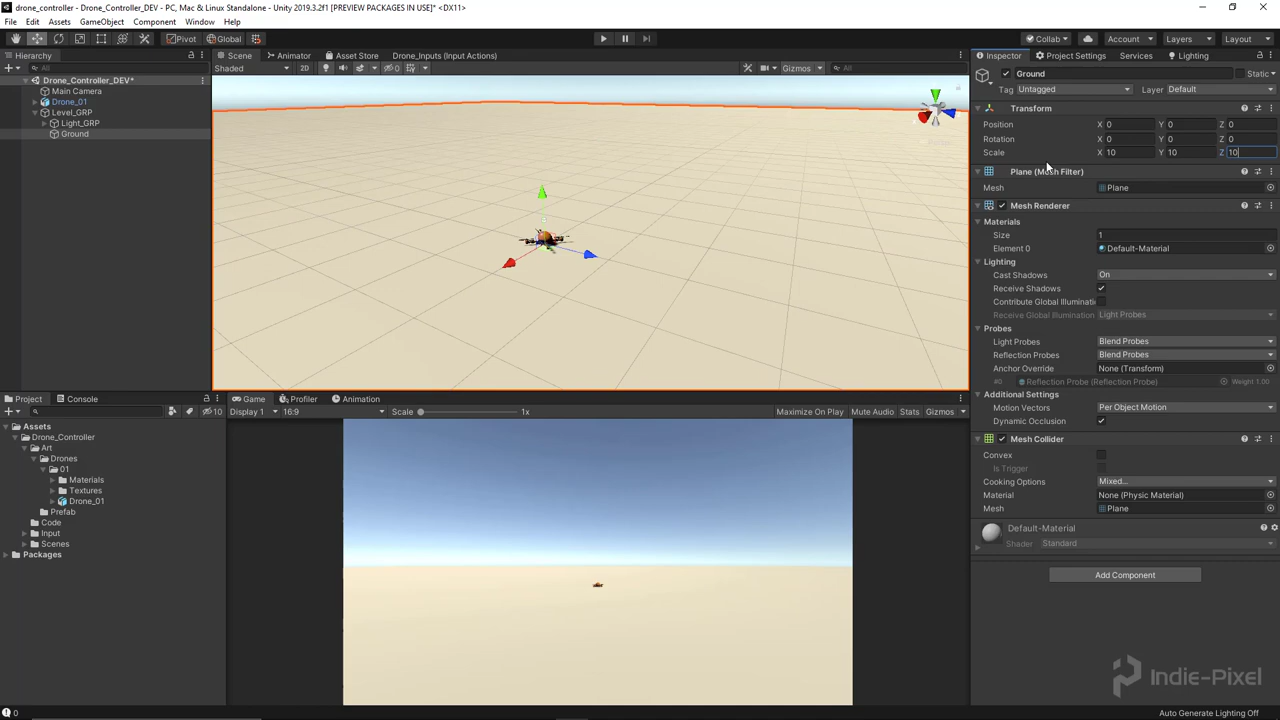 drone_controller - Drone_Controller_DEV - PC, Mac & Linux Standalone - Unity 2019.3.2f1 [PREVIEW PACKAGES IN USE]* <DX11>
File Edit Assets GameObject Component Window Help
Pivot Global Collab Account Layers Layout
Hierarchy Scene Animator Asset Store Drone_Inputs (Input Actions) Inspector Project Settings Services Lighting
All Shaded 2D 0 Gizmos All
Drone_Controller_DEV*
Main Camera
Drone_01
Level_GRP
Light_GRP
Ground
Ground Static
Tag Untagged Layer Default
Transform
Position X 0 Y 0 Z 0
Rotation X 0 Y 0 Z 0
Scale X 10 Y 10 Z 10
Plane (Mesh Filter)
Mesh Plane
Mesh Renderer
Materials
Size 1
Element 0 Default-Material
Lighting
Cast Shadows On
Receive Shadows
Contribute Global Illuminati
Receive Global Illumination Light Probes
Probes
Light Probes Blend Probes
Reflection Probes Blend Probes
Anchor Override None (Transform)
#0 Reflection Probe (Reflection Probe) Weight 1.00
Additional Settings
Motion Vectors Per Object Motion
Dynamic Occlusion
Mesh Collider
Convex
Is Trigger
Cooking Options Mixed...
Material None (Physic Material)
Mesh Plane
Default-Material
Shader Standard
Add Component
Project Console Game Profiler Animation
10 Display 1 16:9 Scale 1x Maximize On Play Mute Audio Stats Gizmos
Assets
Drone_Controller
Art
Drones
01
Materials
Textures
Drone_01
Prefab
Code
Input
Scenes
Packages
Indie-Pixel
0 Auto Generate Lighting Off